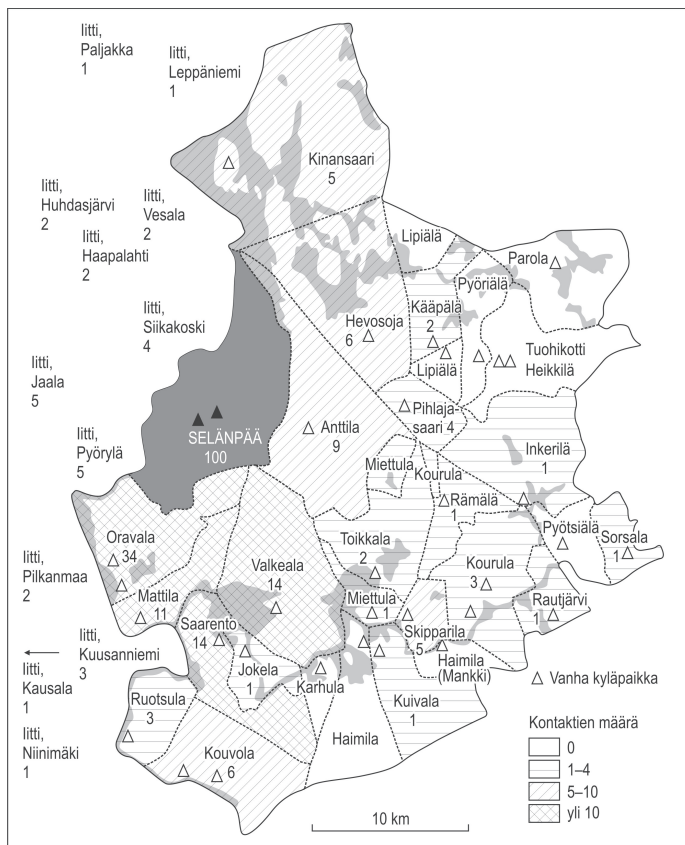 Iitti,
Paljakka
1
Iitti,
Leppäniemi
1
Kinansaari
5
Iitti,
Huhdasjärvi
2
Iitti,
Vesala
2
Iitti,
Haapalahti
2
Lipiälä
Parola
Pyöriälä
Iitti,
Siikakoski
4
Hevosoja
6
Kääpälä
2
Lipiälä
Tuohikotti
Heikkilä
Iitti,
Jaala
5
SELÄNPÄÄ
100
Anttila
9
Pihlaja-
saari 4
Inkerilä
1
Iitti,
Pyörylä
5
Miettula
Kourula
Rämälä
1
Oravala
34
Toikkala
2
Pyötsiälä
Sorsala
1
Iitti,
Pilkanmaa
2
Valkeala
14
Kourula
3
Mattila
11
Miettula
1
Rautjärvi
1
Saarento
14
Skipparila
5
Iitti,
Kuusanniemi
3
Jokela
1
Karhula
Haimila
(Mankki)
Vanha kyläpaikka
Iitti,
Kausala
1
Ruotsula
3
Kuivala
1
Kontaktien määrä
0
1–4
5–10
yli 10
Iitti,
Niinimäki
1
Kouvola
6
Haimila
10 km